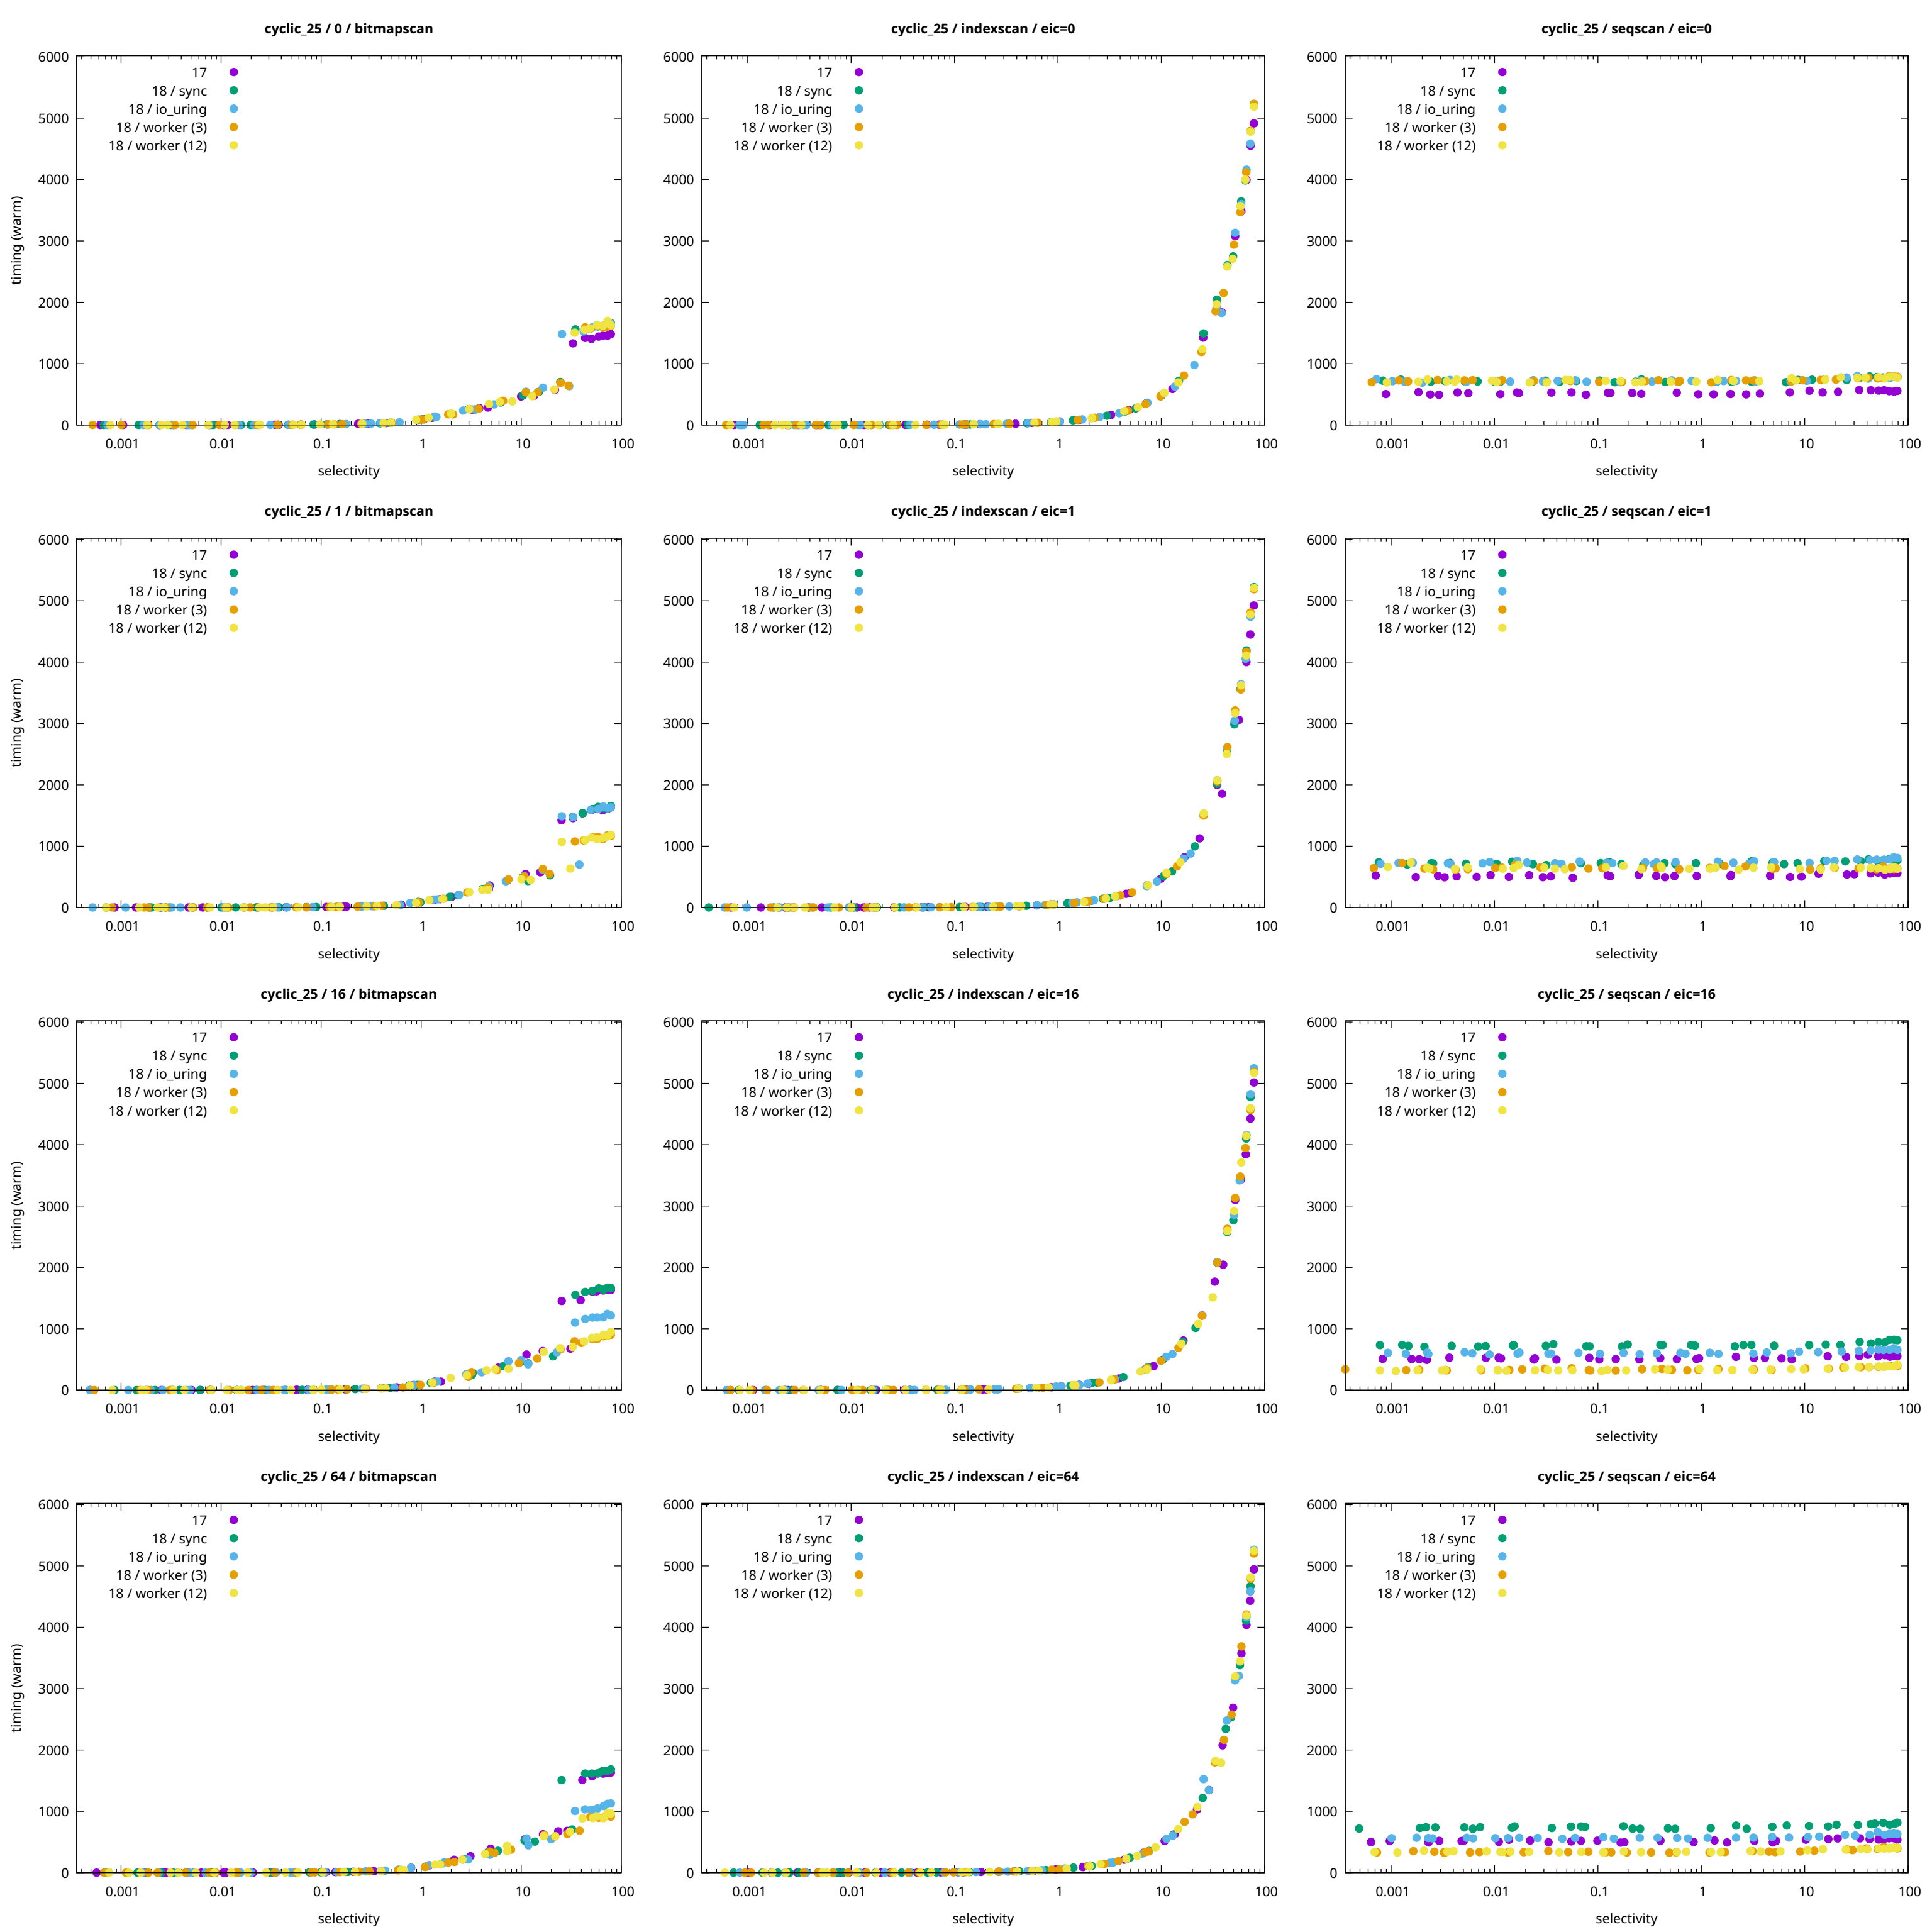 cyclic_25 / 0 / bitmapscan
timing (warm)
6000
5000
4000
3000
2000
1000
0
17
18 / sync
18 / io_uring
18 / worker (3)
18 / worker (12)
0.001 0.01 0.1 1 10 100
selectivity
cyclic_25 / indexscan / eic=0
6000
5000
4000
3000
2000
1000
0
17
18 / sync
18 / io_uring
18 / worker (3)
18 / worker (12)
0.001 0.01 0.1 1 10 100
selectivity
cyclic_25 / seqscan / eic=0
6000
5000
4000
3000
2000
1000
0
17
18 / sync
18 / io_uring
18 / worker (3)
18 / worker (12)
0.001 0.01 0.1 1 10 100
selectivity
cyclic_25 / 1 / bitmapscan
timing (warm)
6000
5000
4000
3000
2000
1000
0
17
18 / sync
18 / io_uring
18 / worker (3)
18 / worker (12)
0.001 0.01 0.1 1 10 100
selectivity
cyclic_25 / indexscan / eic=1
6000
5000
4000
3000
2000
1000
0
17
18 / sync
18 / io_uring
18 / worker (3)
18 / worker (12)
0.001 0.01 0.1 1 10 100
selectivity
cyclic_25 / seqscan / eic=1
6000
5000
4000
3000
2000
1000
0
17
18 / sync
18 / io_uring
18 / worker (3)
18 / worker (12)
0.001 0.01 0.1 1 10 100
selectivity
cyclic_25 / 16 / bitmapscan
timing (warm)
6000
5000
4000
3000
2000
1000
0
17
18 / sync
18 / io_uring
18 / worker (3)
18 / worker (12)
0.001 0.01 0.1 1 10 100
selectivity
cyclic_25 / indexscan / eic=16
6000
5000
4000
3000
2000
1000
0
17
18 / sync
18 / io_uring
18 / worker (3)
18 / worker (12)
0.001 0.01 0.1 1 10 100
selectivity
cyclic_25 / seqscan / eic=16
6000
5000
4000
3000
2000
1000
0
17
18 / sync
18 / io_uring
18 / worker (3)
18 / worker (12)
0.001 0.01 0.1 1 10 100
selectivity
cyclic_25 / 64 / bitmapscan
timing (warm)
6000
5000
4000
3000
2000
1000
0
17
18 / sync
18 / io_uring
18 / worker (3)
18 / worker (12)
0.001 0.01 0.1 1 10 100
selectivity
cyclic_25 / indexscan / eic=64
6000
5000
4000
3000
2000
1000
0
17
18 / sync
18 / io_uring
18 / worker (3)
18 / worker (12)
0.001 0.01 0.1 1 10 100
selectivity
cyclic_25 / seqscan / eic=64
6000
5000
4000
3000
2000
1000
0
17
18 / sync
18 / io_uring
18 / worker (3)
18 / worker (12)
0.001 0.01 0.1 1 10 100
selectivity